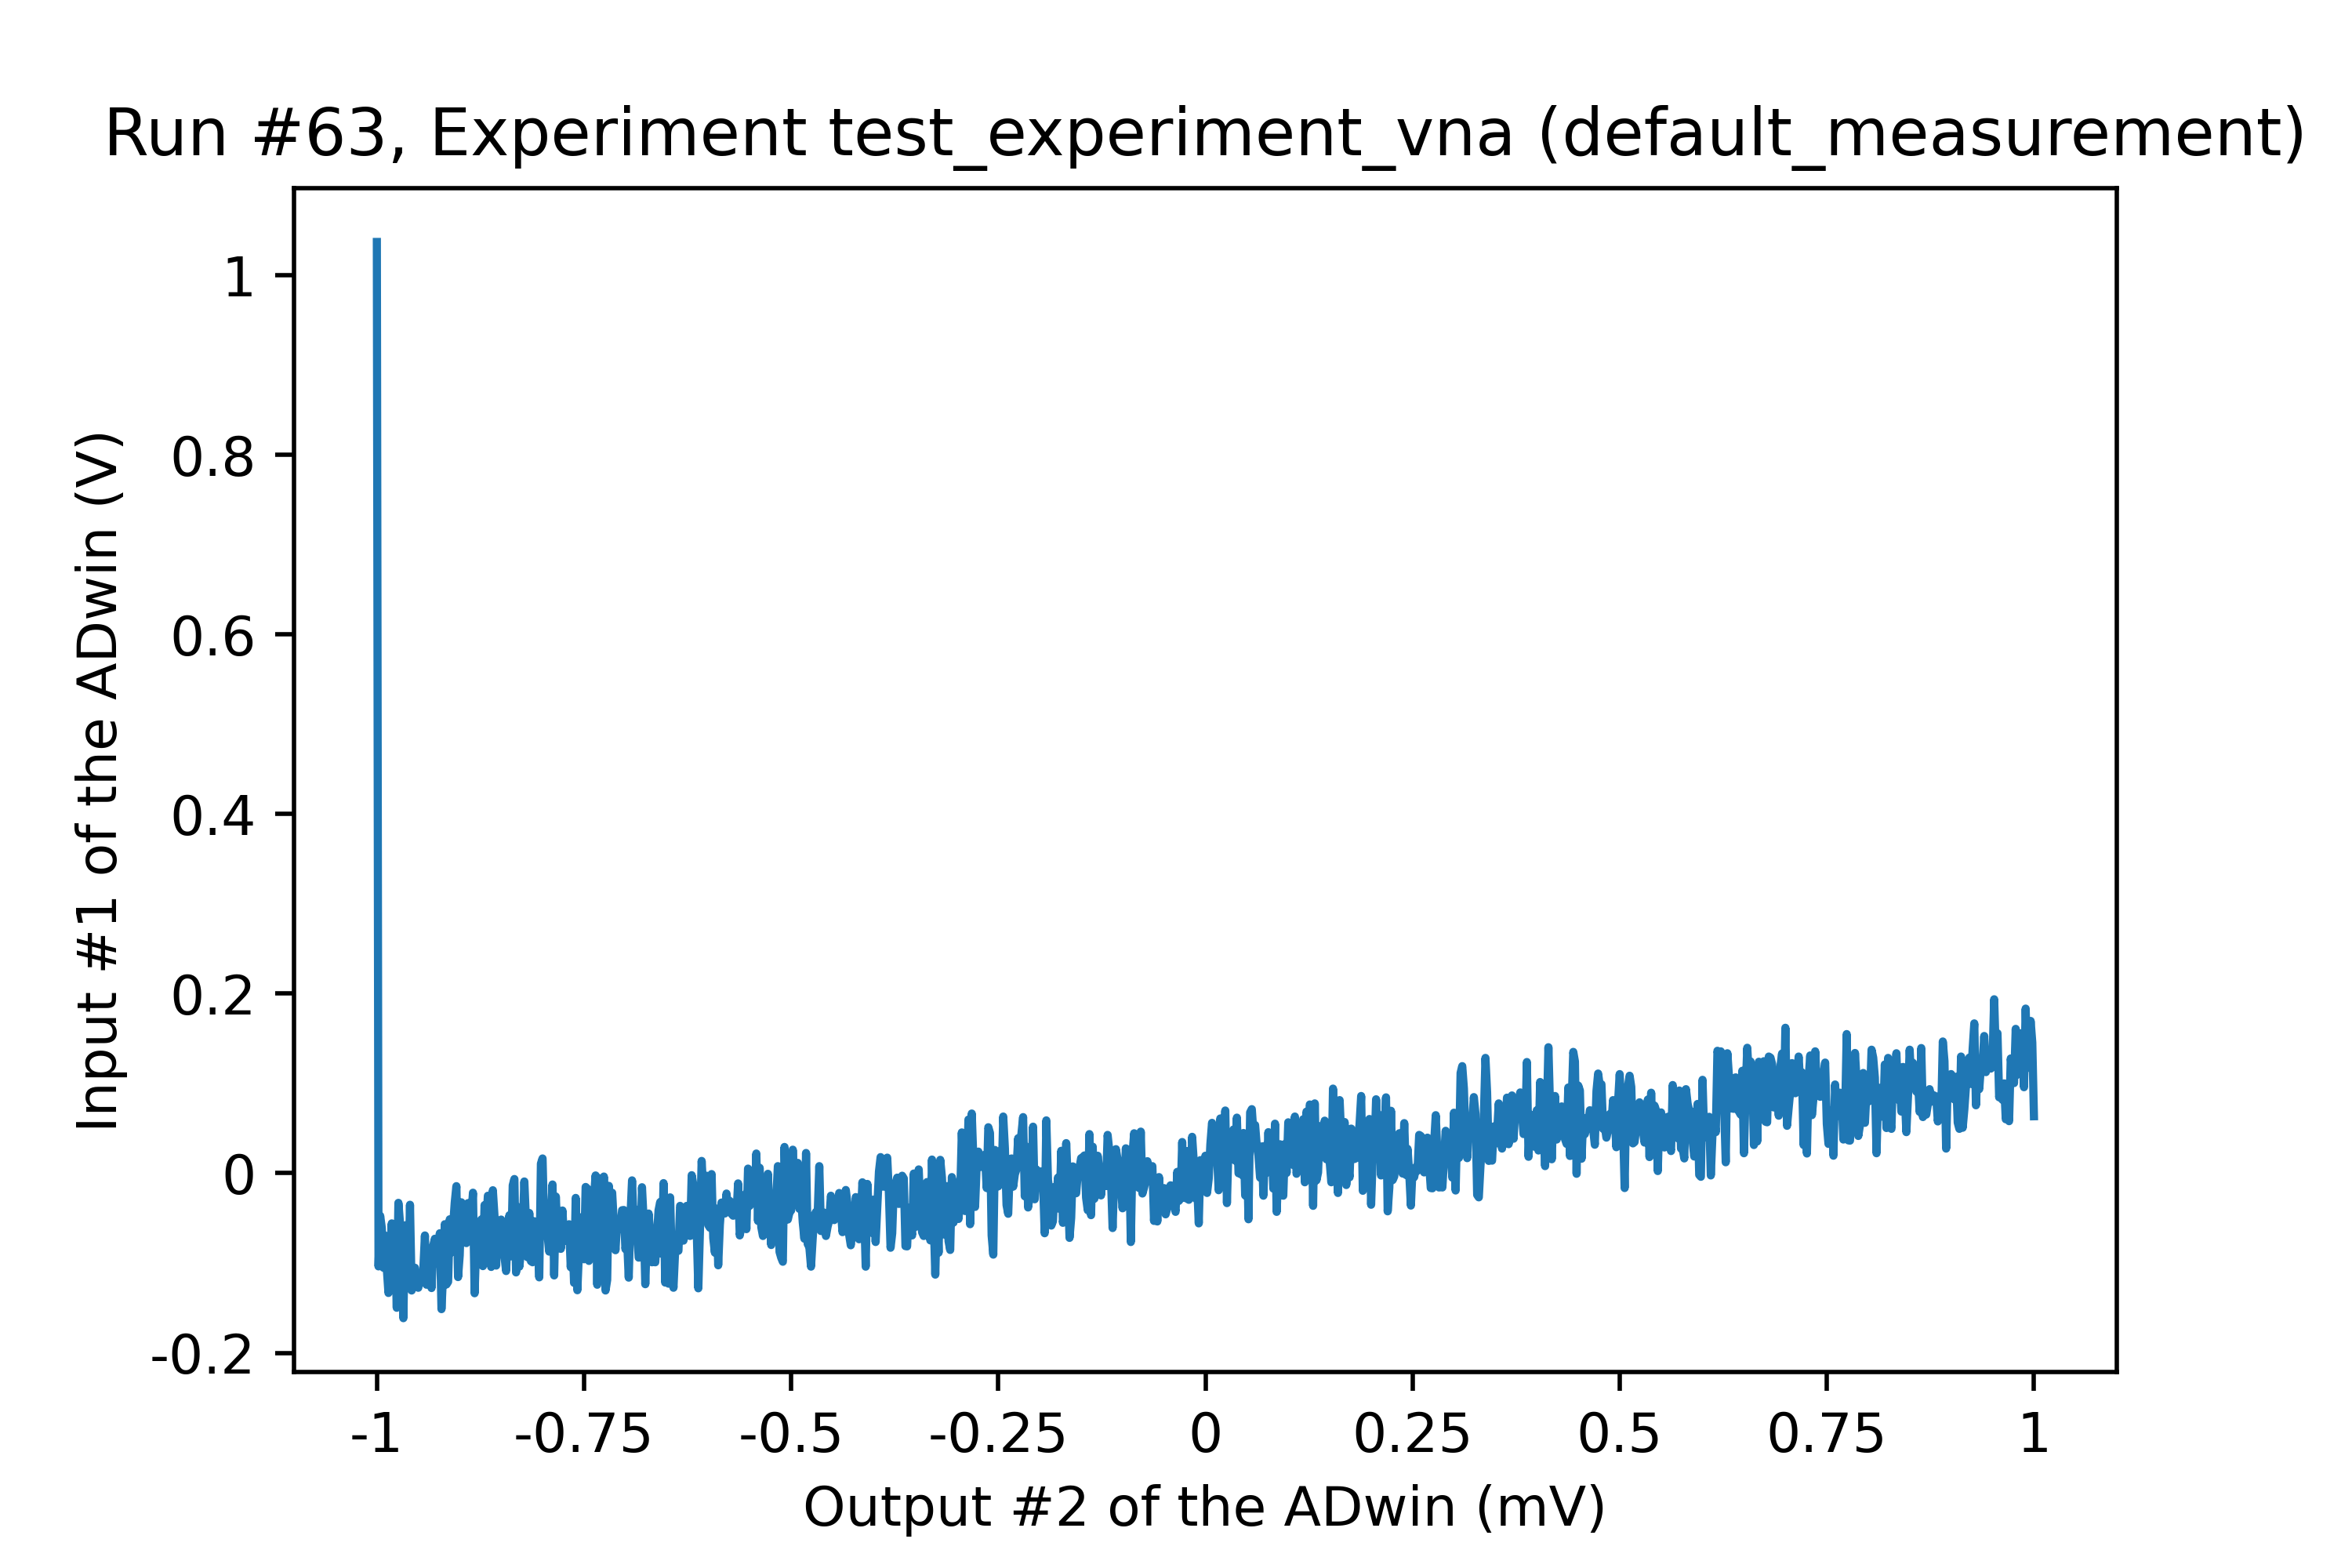 Run #63, Experiment test_experiment_vna (default_measurement)
Input #1 of the ADwin (V)
1
0.8
0.6
0.4
0.2
0
-0.2
-1 -0.75 -0.5 -0.25 0 0.25 0.5 0.75 1
Output #2 of the ADwin (mV)